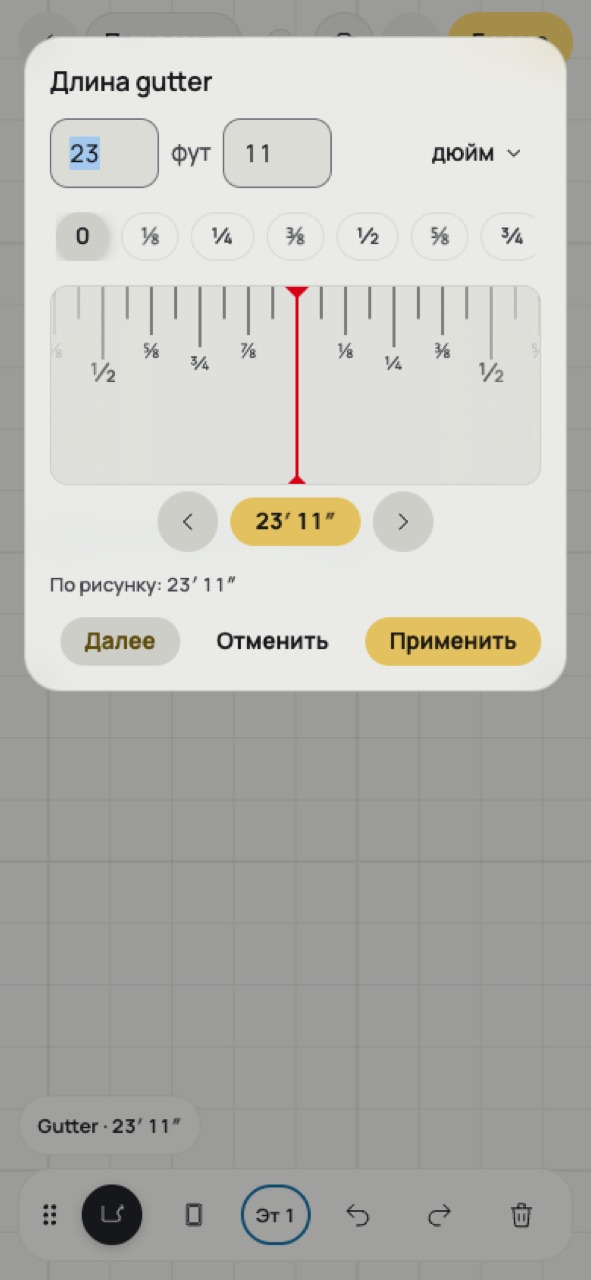 Длина gutter
23 фут 11 дюйм
0 ⅛ ¼ ⅜ ½ ⅝ ¾
½ ⅝ ¾ ⅞ ⅛ ¼ ⅜ ½
23′ 11″
По рисунку: 23′ 11″
Далее Отменить Применить
Gutter · 23′ 11″
Эт 1